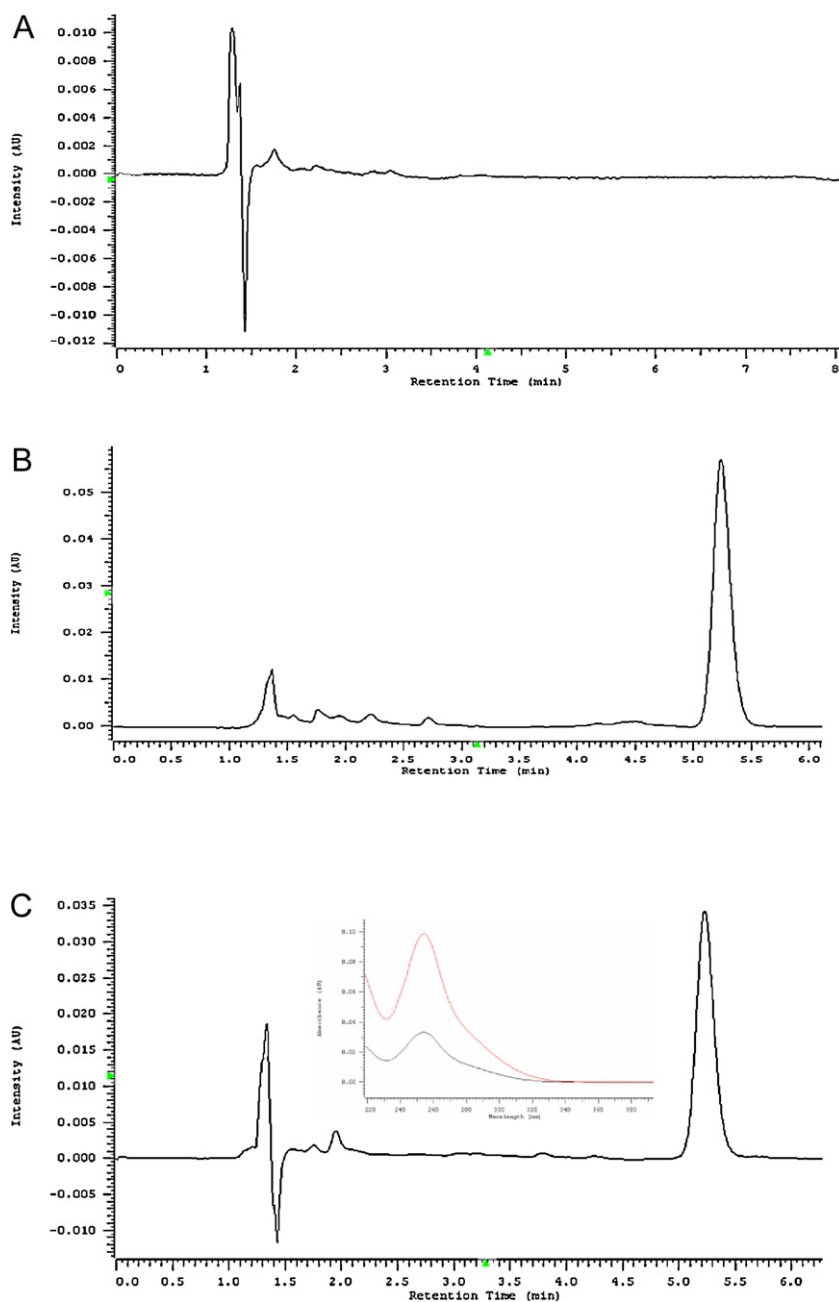 A
Intensity (AU)
0.010
0.008
0.006
0.004
0.002
0.000
-0.002
-0.004
-0.006
-0.008
-0.010
-0.012
0 1 2 3 4 5 6 7 8
Retention Time (min)
B
Intensity (AU)
0.05
0.04
0.03
0.02
0.01
0.00
0.0 0.5 1.0 1.5 2.0 2.5 3.0 3.5 4.0 4.5 5.0 5.5 6.0
Retention Time (min)
C
Intensity (AU)
0.035
0.030
0.025
0.020
0.015
0.010
0.005
0.000
-0.005
-0.010
Absorbance (AU)
0.10
0.08
0.06
0.04
0.02
0.00
220 240 260 280 300 320 340 360 380
Wavelength (nm)
0.0 0.5 1.0 1.5 2.0 2.5 3.0 3.5 4.0 4.5 5.0 5.5 6.0
Retention Time (min)